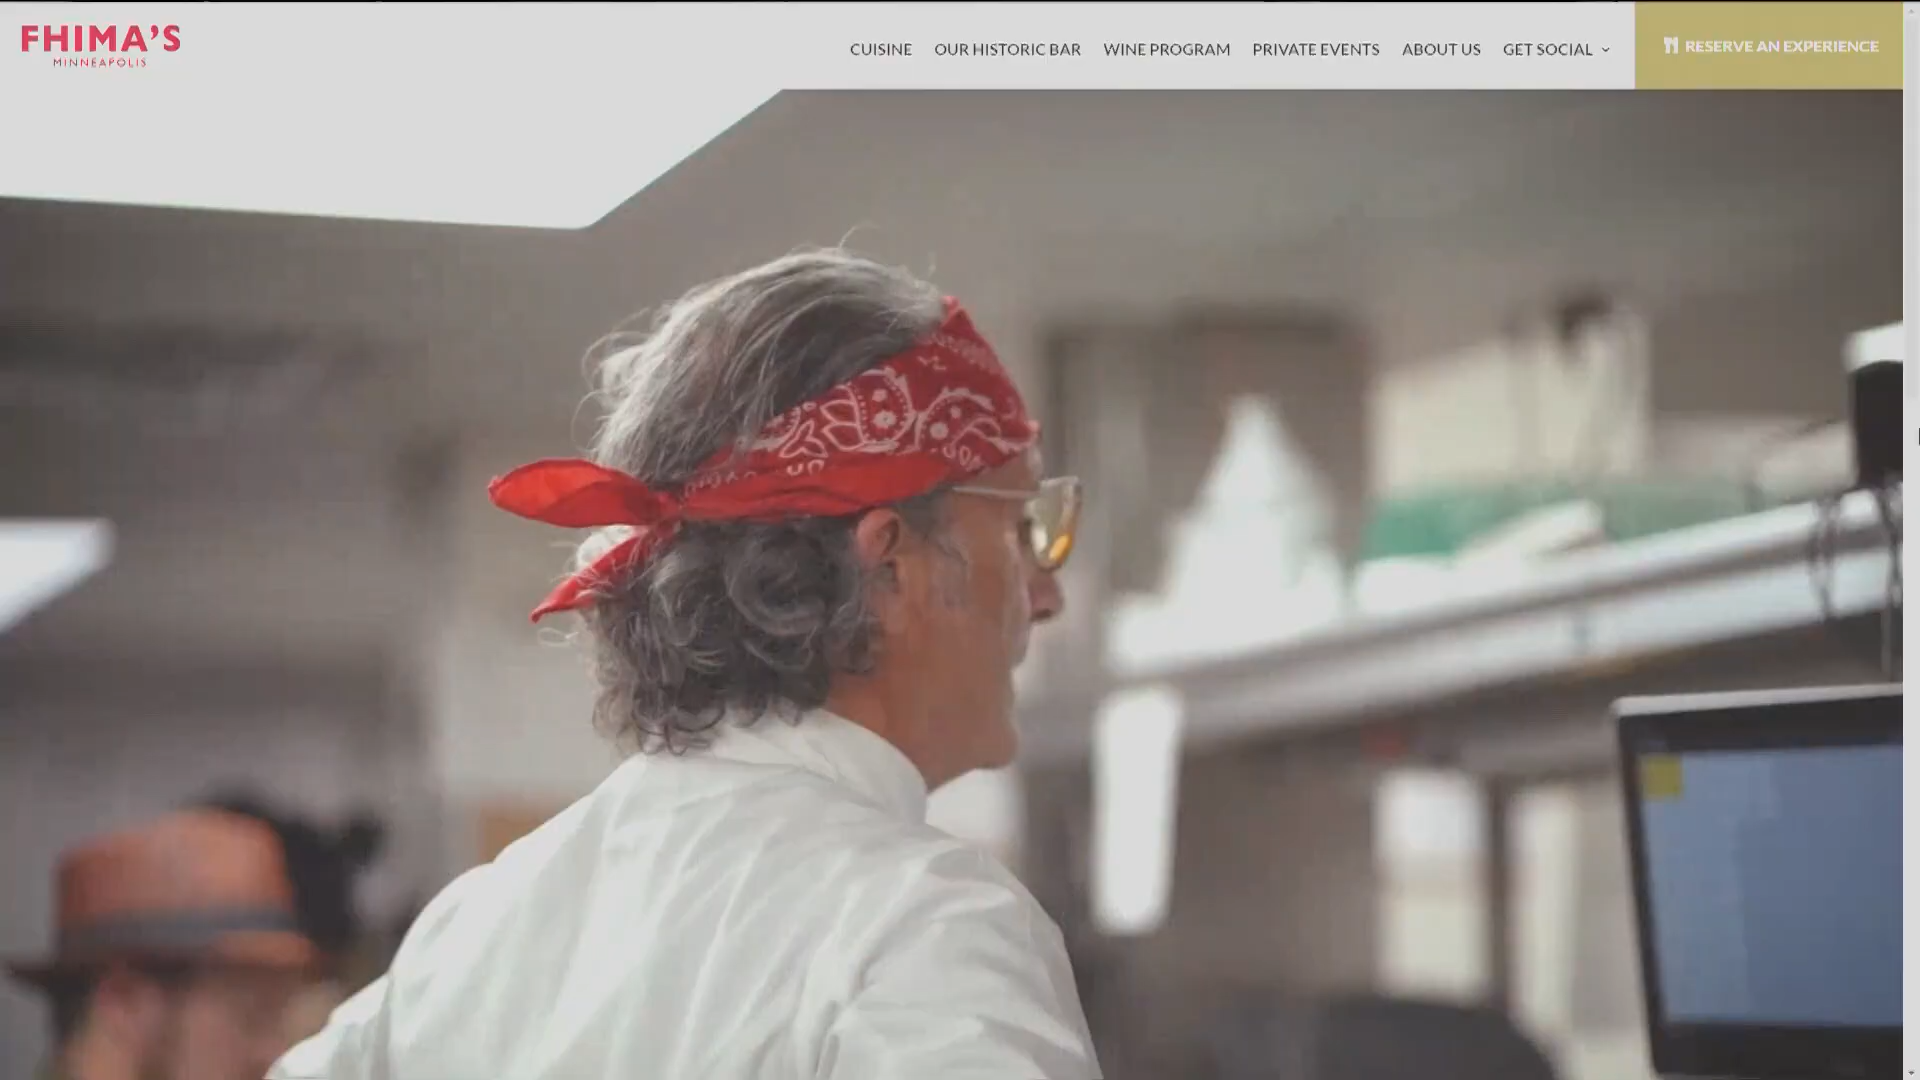 FHIMA'S
MINNEAPOLIS
CUISINE
OUR HISTORIC BAR
WINE PROGRAM
PRIVATE EVENTS
ABOUT US
GET SOCIAL
RESERVE AN EXPERIENCE